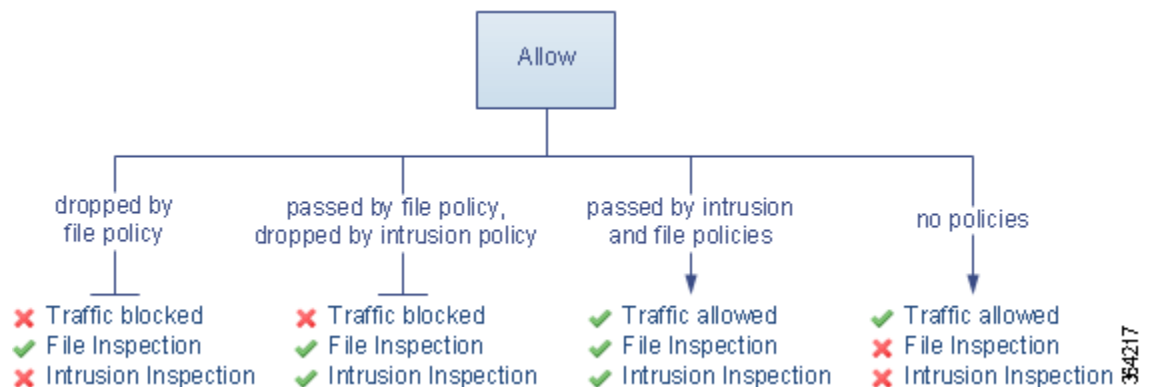 Allow
dropped by
file policy
passed by file policy,
dropped by intrusion policy
passed by intrusion
and file policies
no policies
Traffic blocked
File Inspection
Intrusion Inspection
Traffic blocked
File Inspection
Intrusion Inspection
Traffic allowed
File Inspection
Intrusion Inspection
Traffic allowed
File Inspection
Intrusion Inspection
364217